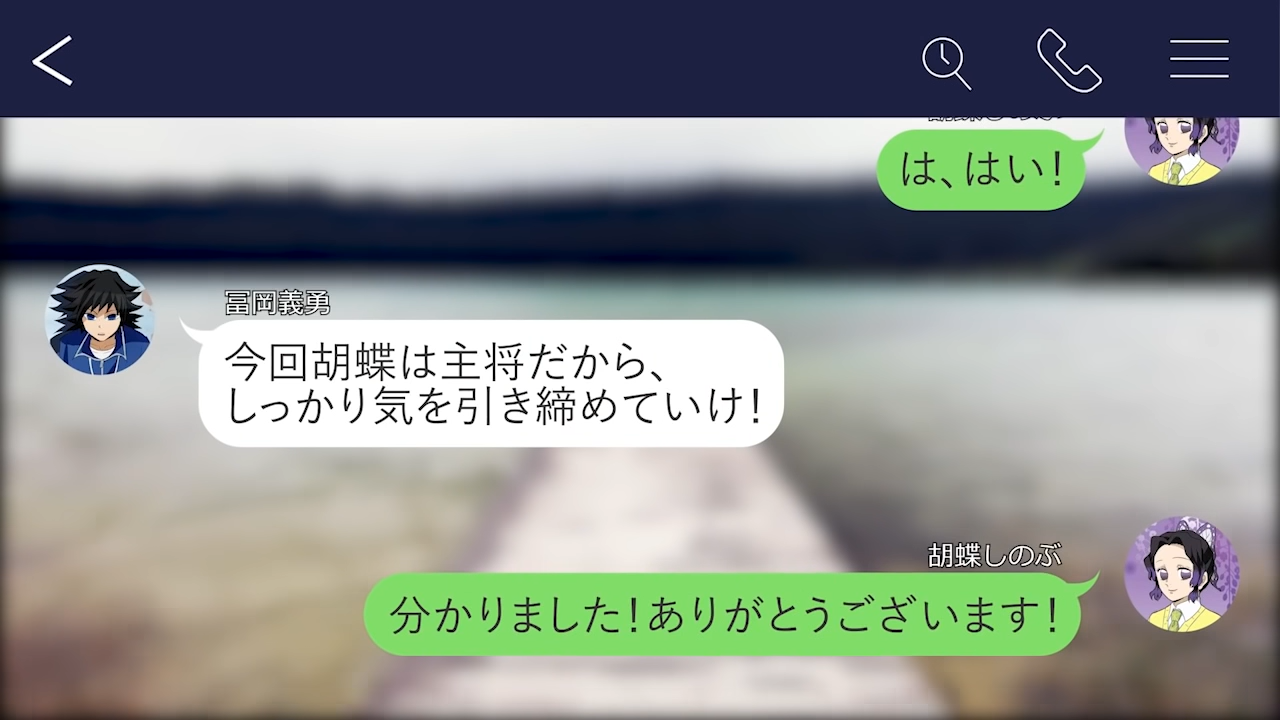 は、はい！
冨岡義勇
今回胡蝶は主将だから、
しっかり気を引き締めていけ！
胡蝶しのぶ
分かりました！ありがとうございます！